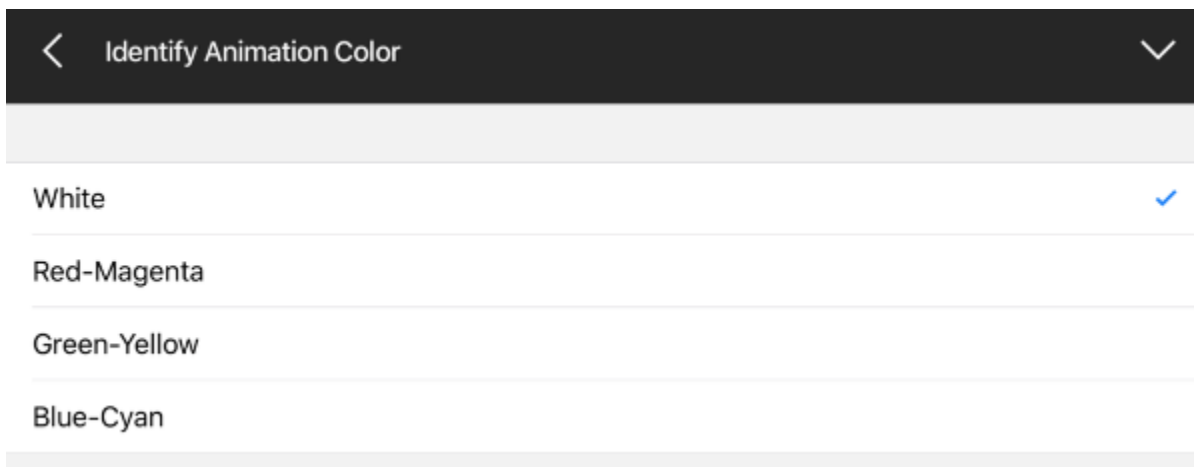 Identify Animation Color
White
Red-Magenta
Green-Yellow
Blue-Cyan